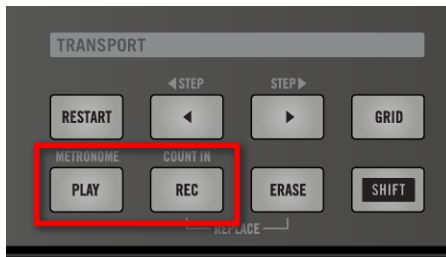 TRANSPORT
◀STEP STEP▶
RESTART ◀ ▶ GRID
METRONOME COUNT IN
PLAY REC ERASE SHIFT
REPLACE